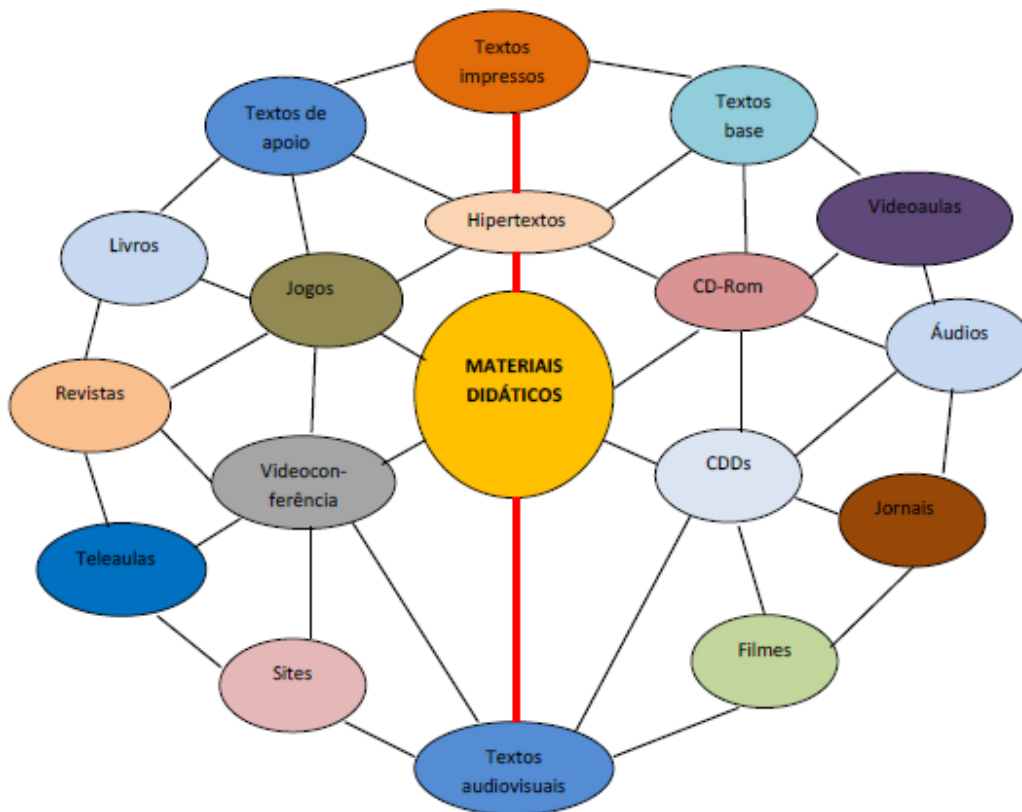 Textos
impressos
Textos de
apoio
Textos
base
Videoaulas
Hipertextos
Livros
Jogos
CD-Rom
Áudios
MATERIAIS
DIDÁTICOS
Revistas
Videocon-
ferência
CDDs
Jornais
Teleaulas
Sites
Filmes
Textos
audiovisuais